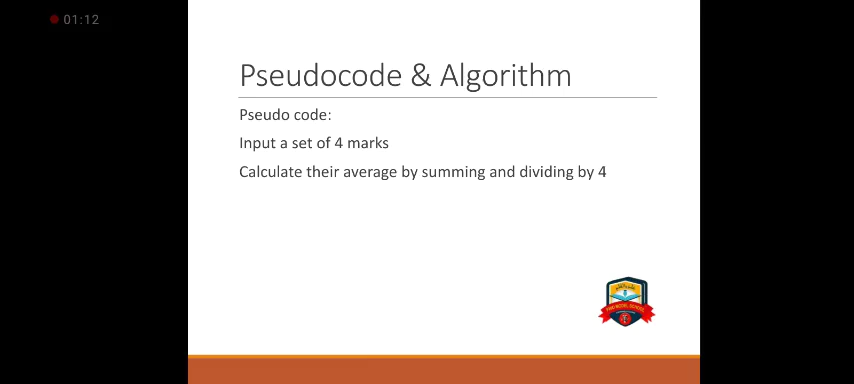 01:12
Pseudocode & Algorithm
Pseudo code:
Input a set of 4 marks
Calculate their average by summing and dividing by 4